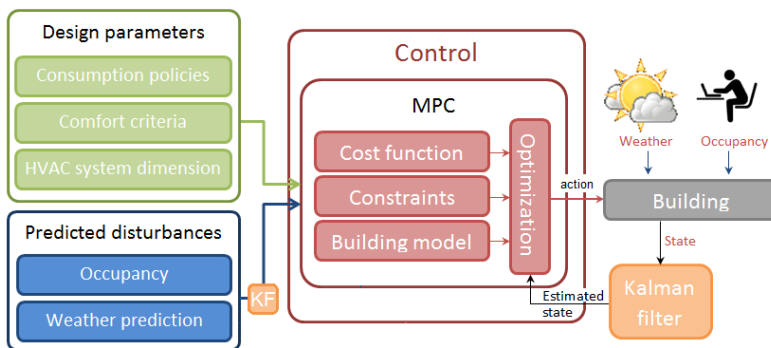 Design parameters
Consumption policies
Comfort criteria
HVAC system dimension
Predicted disturbances
Occupancy
Weather prediction
KF
Control
MPC
Cost function
Constraints
Building model
Optimization
action
Estimated
state
Weather
Occupancy
Building
State
Kalman
filter